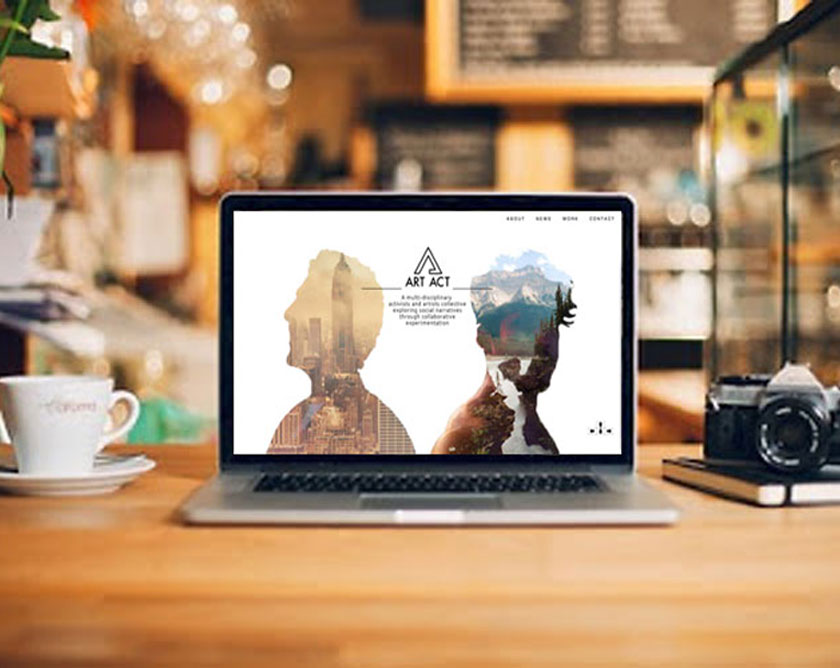 ABOUT NEWS WORK CONTACT
ART ACT
A multi-disciplinary
activists and artists collective
exploring social narratives
through collaborative
experimentation